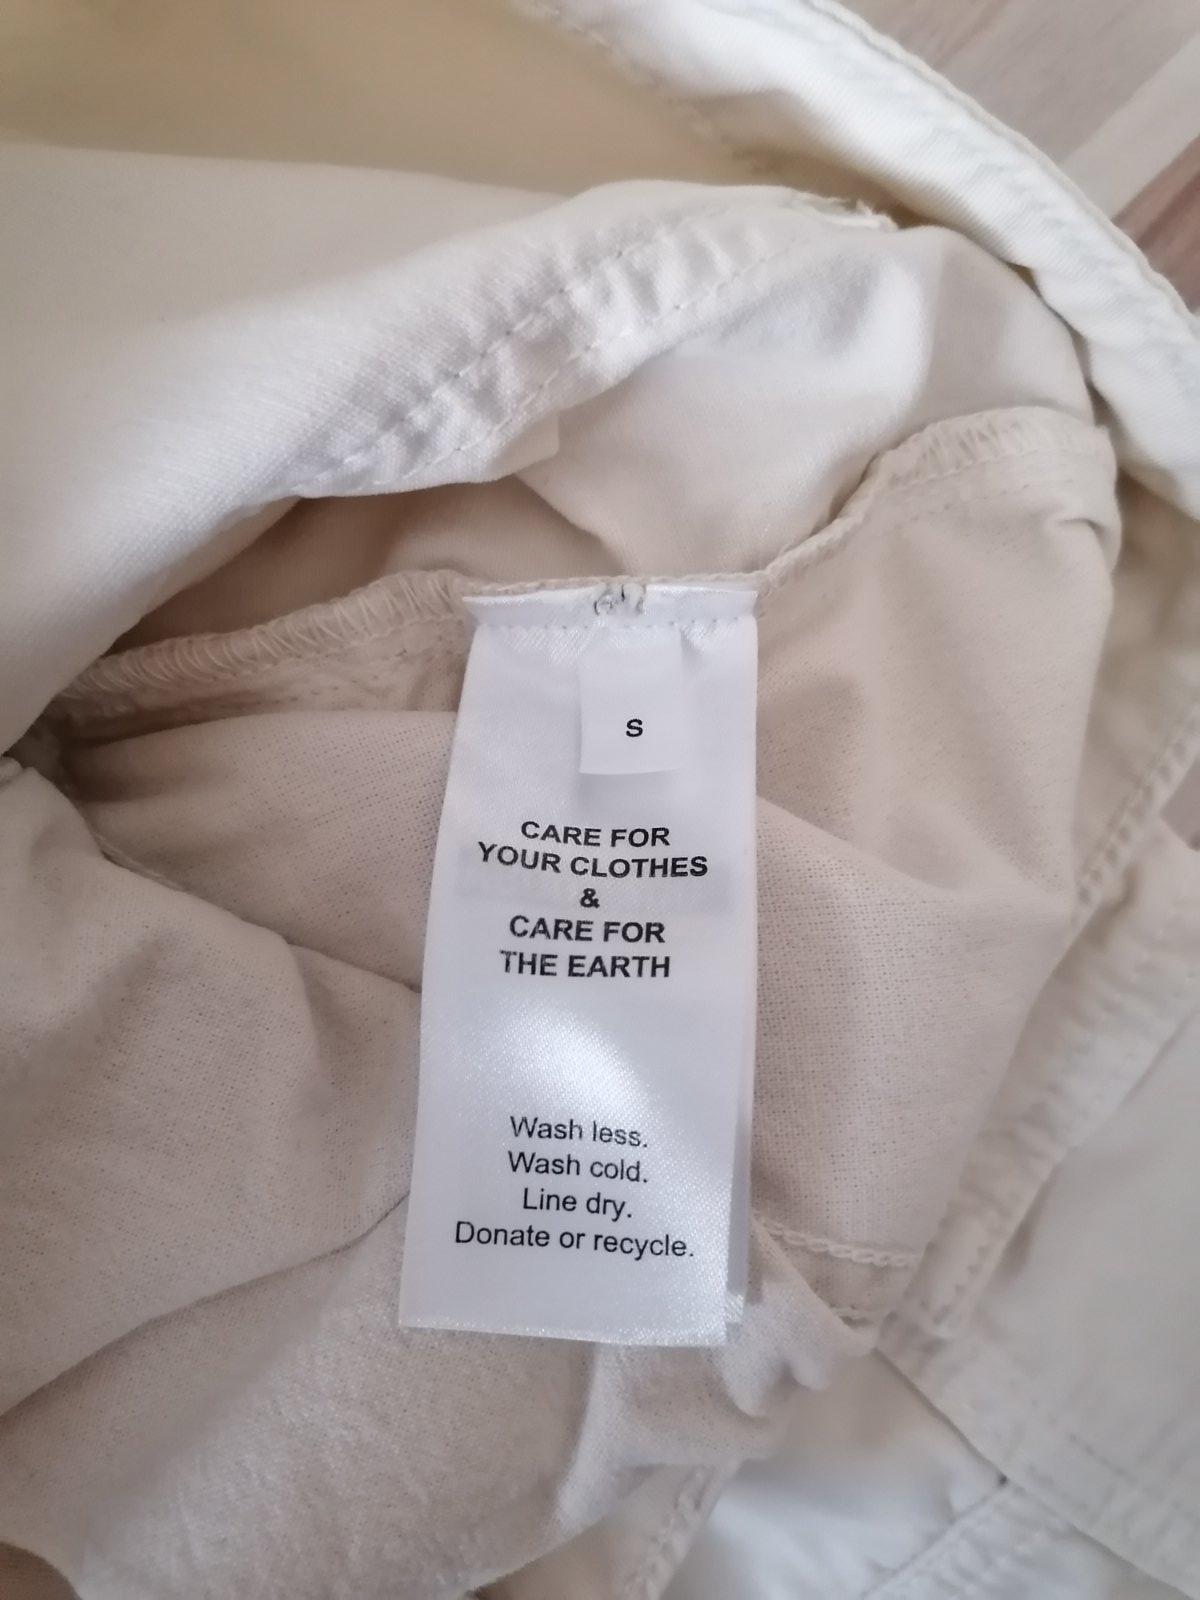 S
CARE FOR
YOUR CLOTHES
&
CARE FOR
THE EARTH
Wash less.
Wash cold.
Line dry.
Donate or recycle.